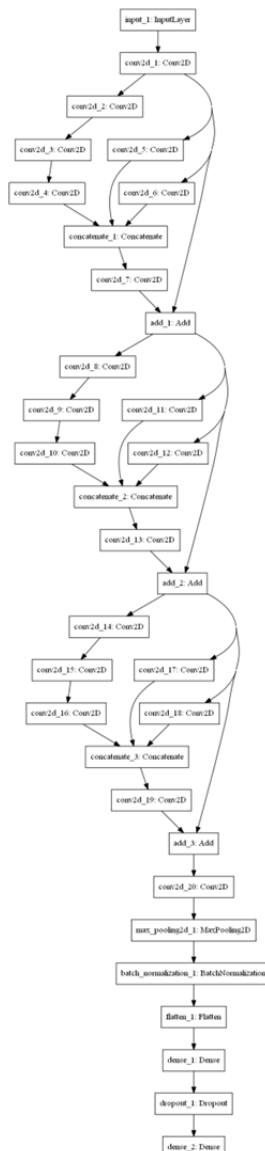 input_1: InputLayer
conv2d_1: Conv2D
conv2d_2: Conv2D
conv2d_3: Conv2D
conv2d_5: Conv2D
conv2d_4: Conv2D
conv2d_6: Conv2D
concatenate_1: Concatenate
conv2d_7: Conv2D
add_1: Add
conv2d_8: Conv2D
conv2d_9: Conv2D
conv2d_11: Conv2D
conv2d_10: Conv2D
conv2d_12: Conv2D
concatenate_2: Concatenate
conv2d_13: Conv2D
add_2: Add
conv2d_14: Conv2D
conv2d_15: Conv2D
conv2d_17: Conv2D
conv2d_16: Conv2D
conv2d_18: Conv2D
concatenate_3: Concatenate
conv2d_19: Conv2D
add_3: Add
conv2d_20: Conv2D
max_pooling2d_1: MaxPooling2D
batch_normalization_1: BatchNormalization
flatten_1: Flatten
dense_1: Dense
dropout_1: Dropout
dense_2: Dense